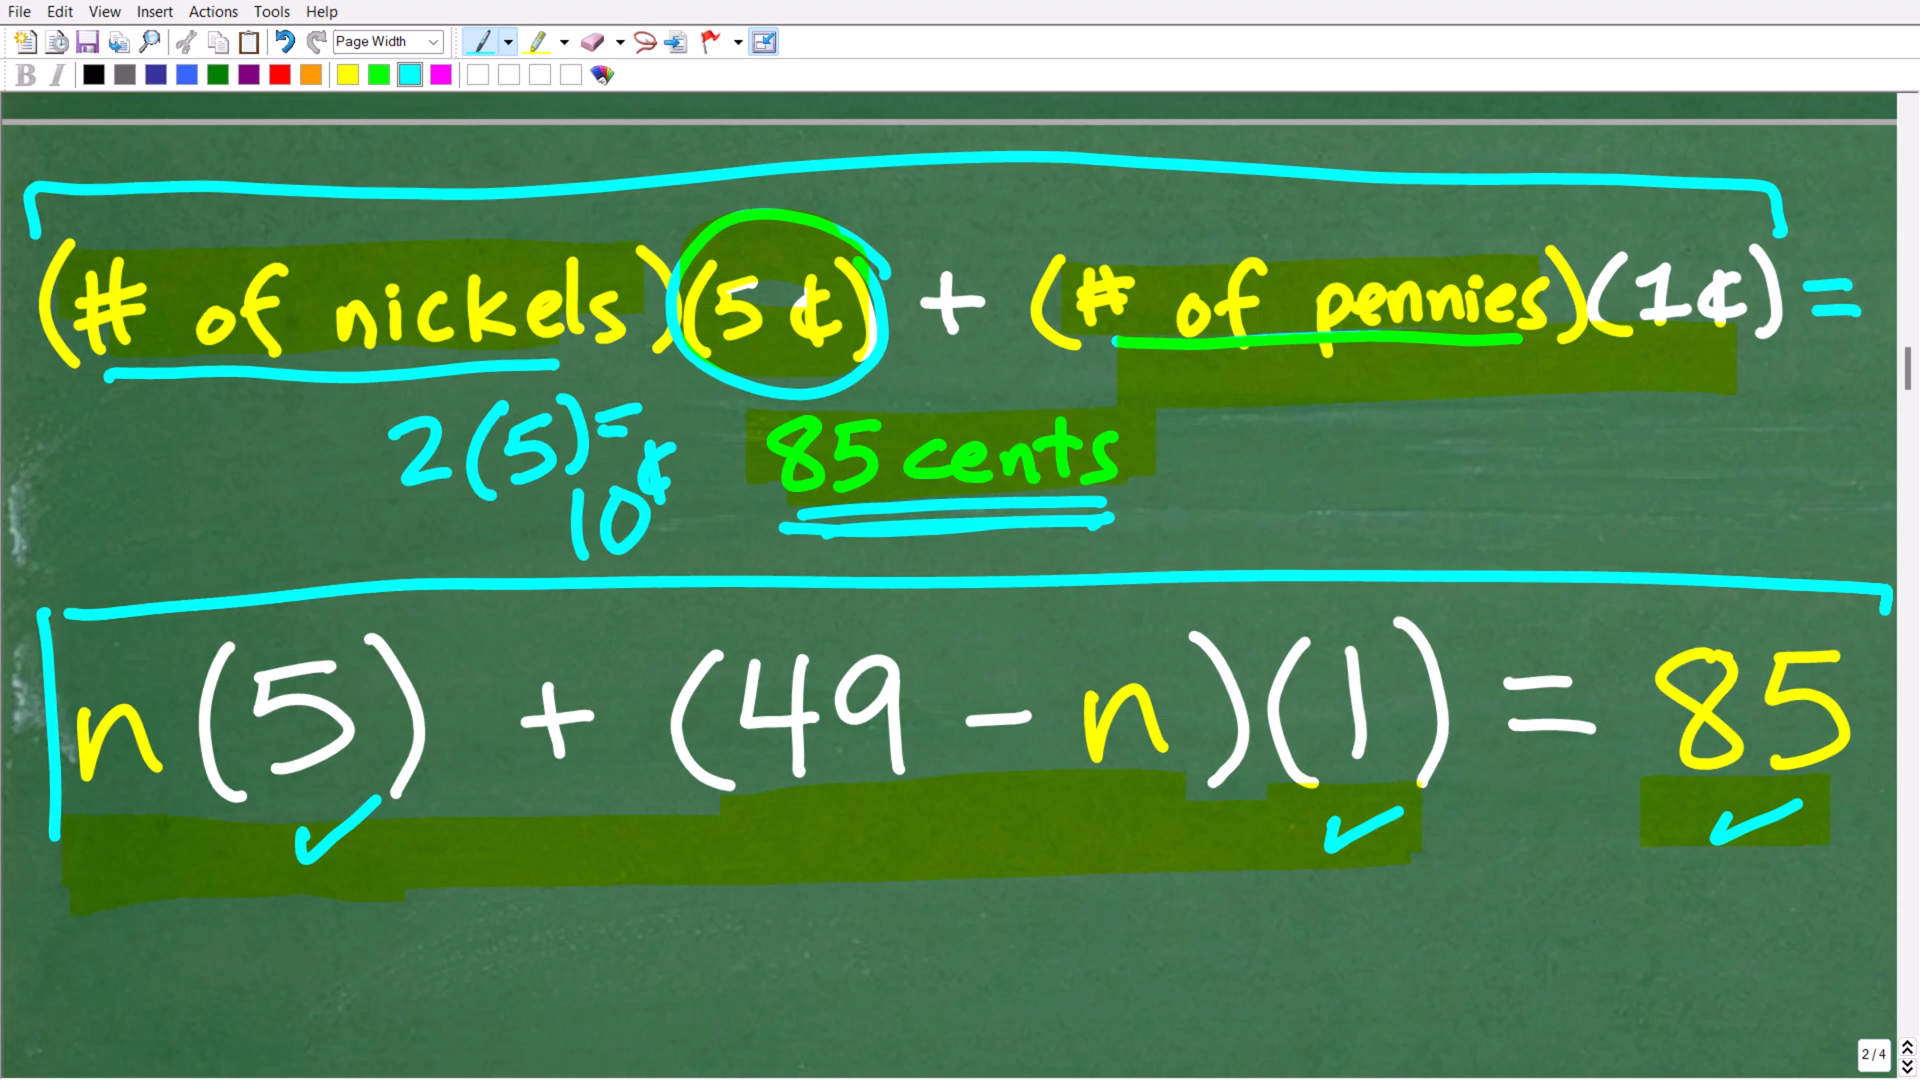 File Edit View Insert Actions Tools Help
Page Width
B I
(# of nickels)(5¢) + (# of pennies)(1¢) =
2(5)=
10¢
85 cents
n(5) + (49 - n)(1) = 85
2/4